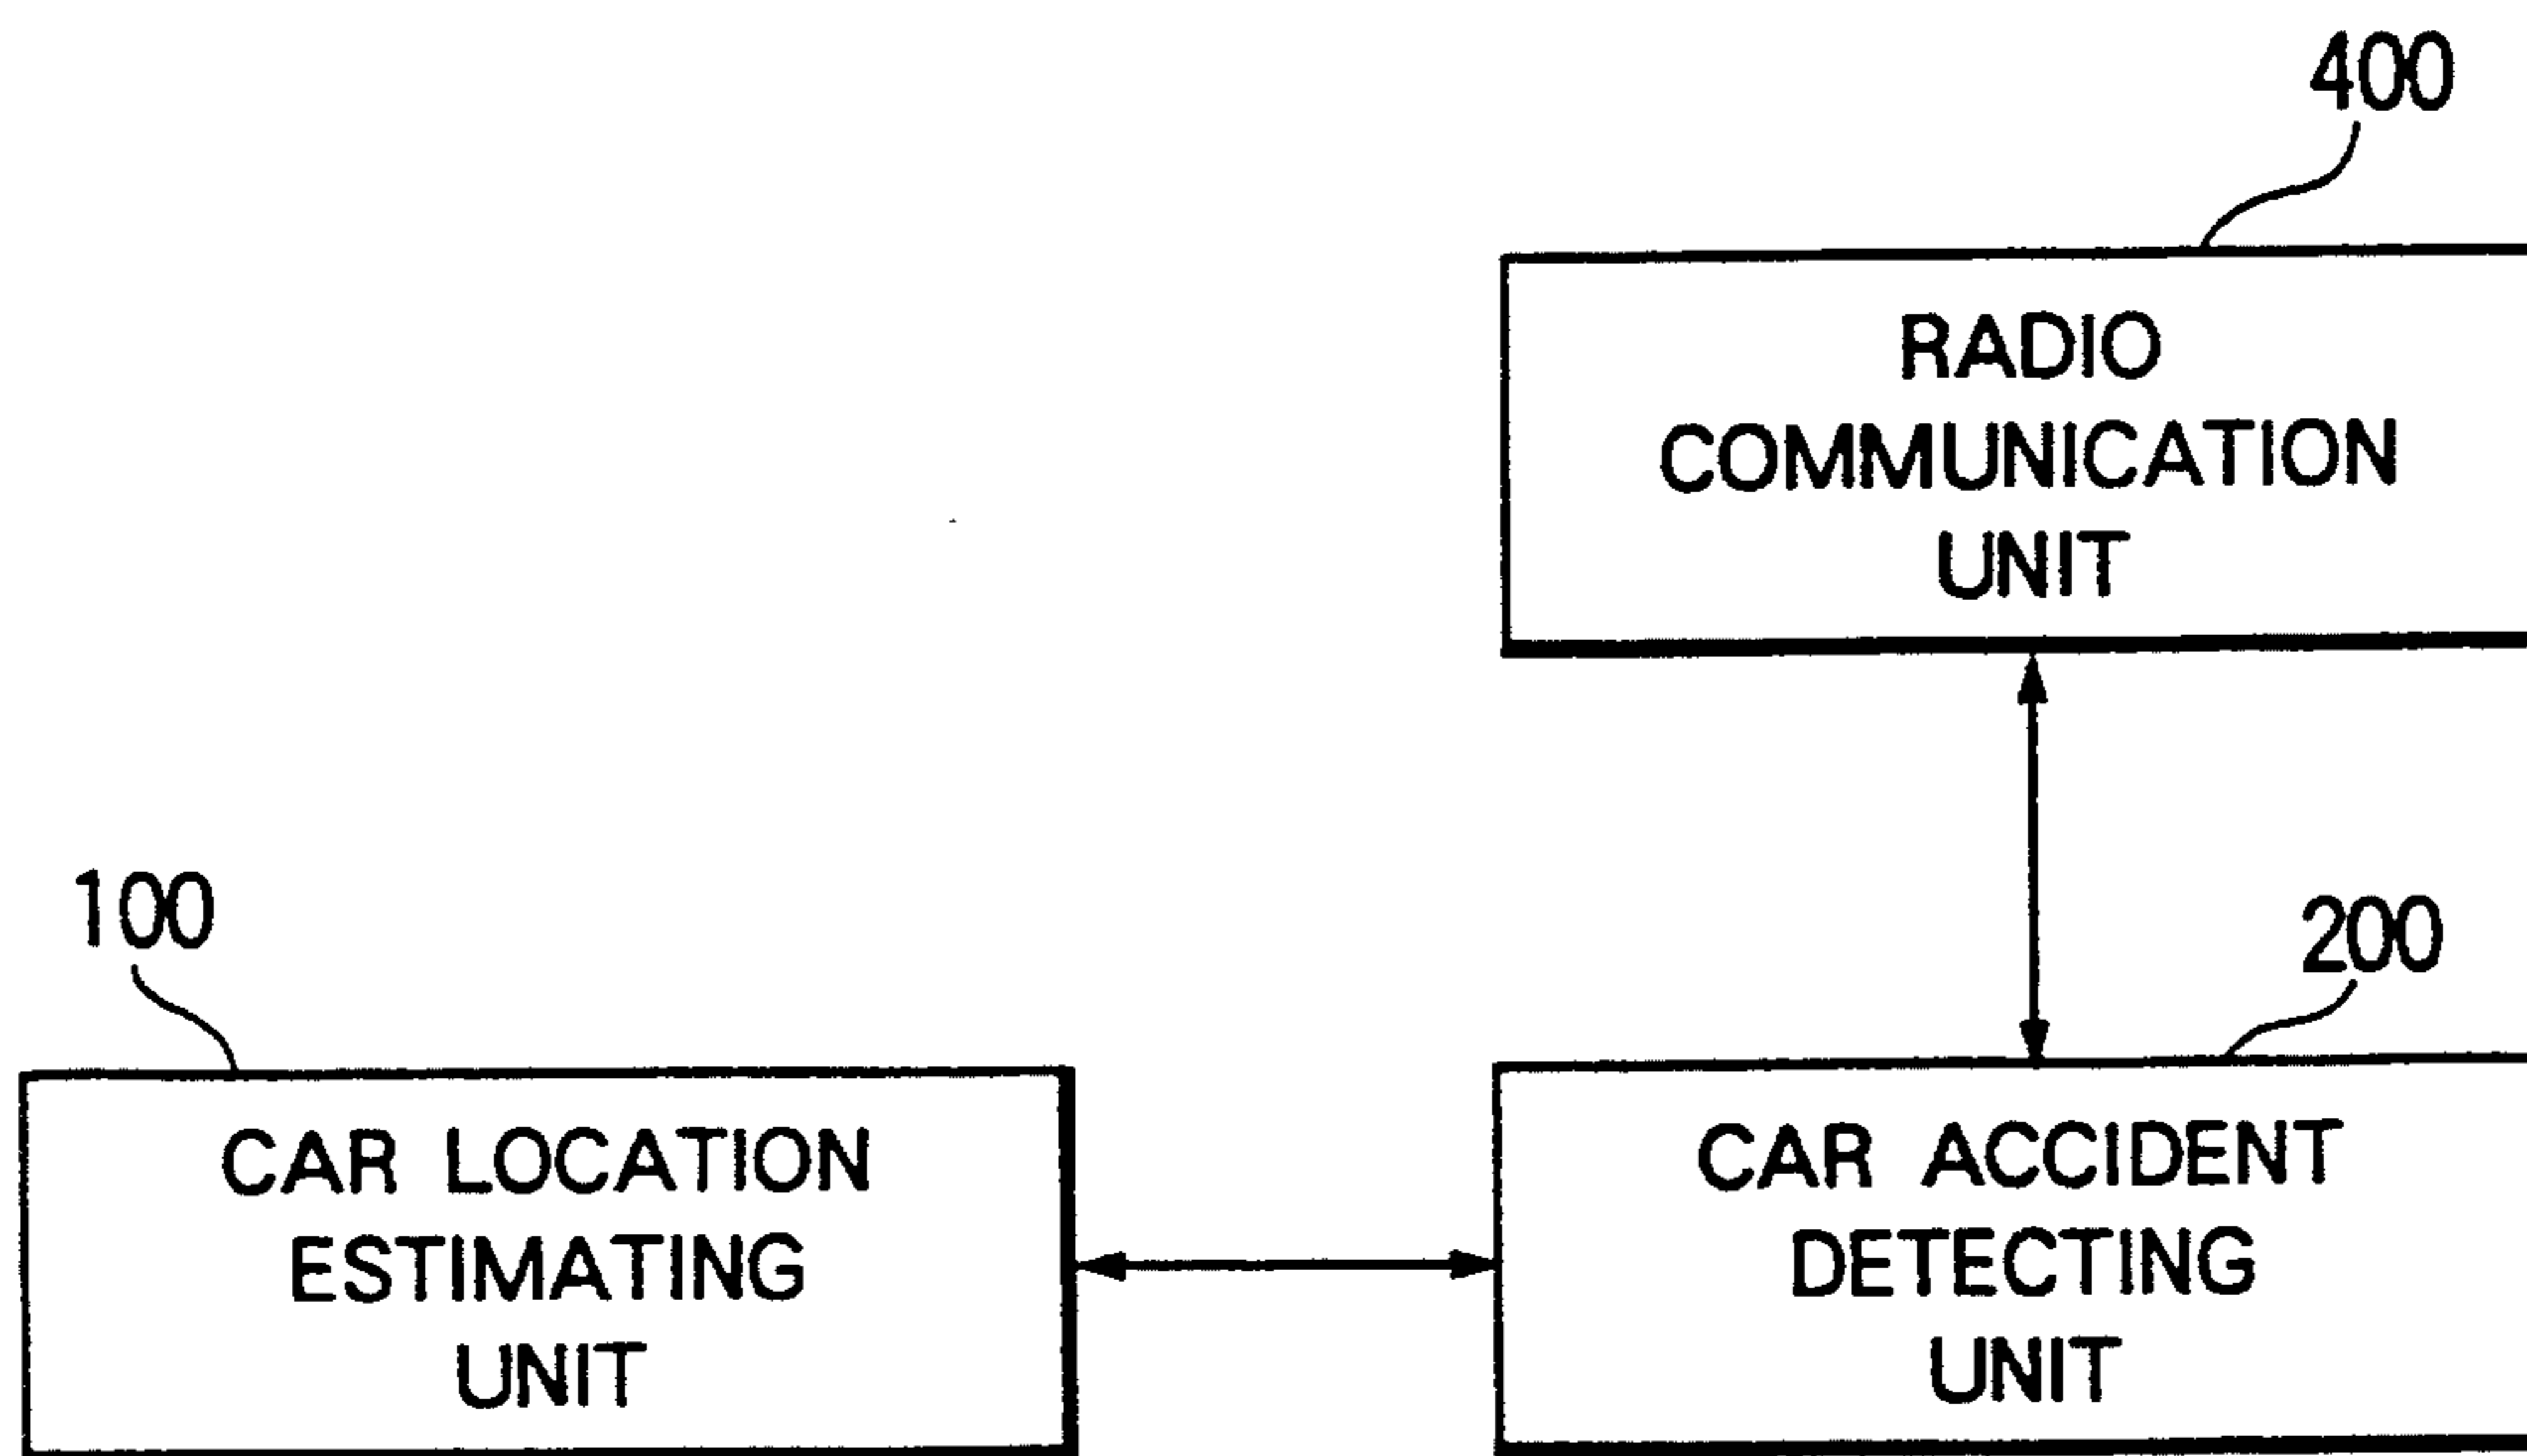 400
RADIO
COMMUNICATION
UNIT
100
200
CAR LOCATION
ESTIMATING
UNIT
CAR ACCIDENT
DETECTING
UNIT